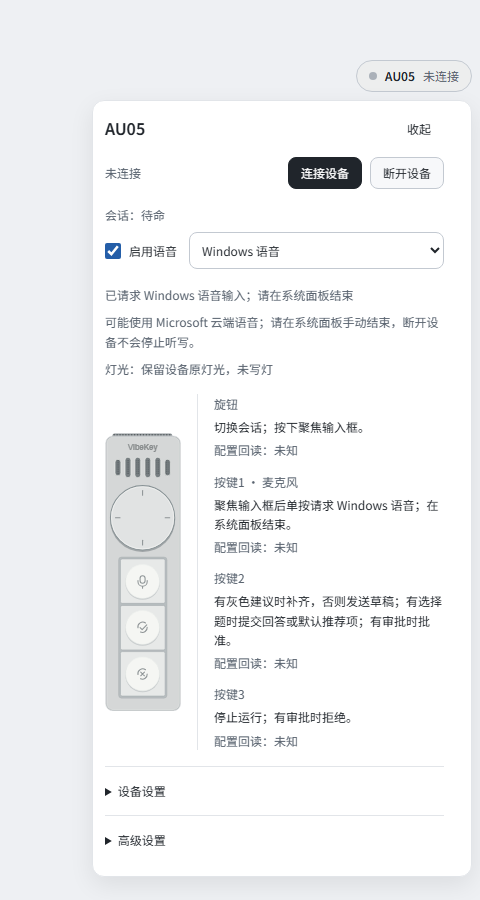 AU05 未连接
AU05 收起
未连接 连接设备 断开设备
会话：待命
启用语音 Windows 语音
已请求 Windows 语音输入；请在系统面板结束
可能使用 Microsoft 云端语音；请在系统面板手动结束，断开设
备不会停止听写。
灯光：保留设备原灯光，未写灯
VibeKey
旋钮
切换会话；按下聚焦输入框。
配置回读：未知
按键1 · 麦克风
聚焦输入框后单按请求 Windows 语音；在
系统面板结束。
配置回读：未知
按键2
有灰色建议时补齐，否则发送草稿；有选择
题时提交回答或默认推荐项；有审批时批
准。
配置回读：未知
按键3
停止运行；有审批时拒绝。
配置回读：未知
设备设置
高级设置